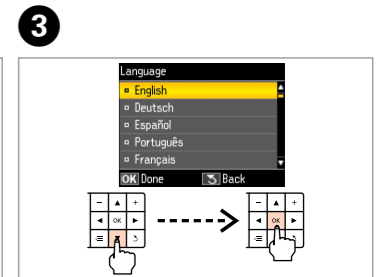 3
Language
English
Deutsch
Español
Português
Français
OK Done Back
- +
OK
- +
OK